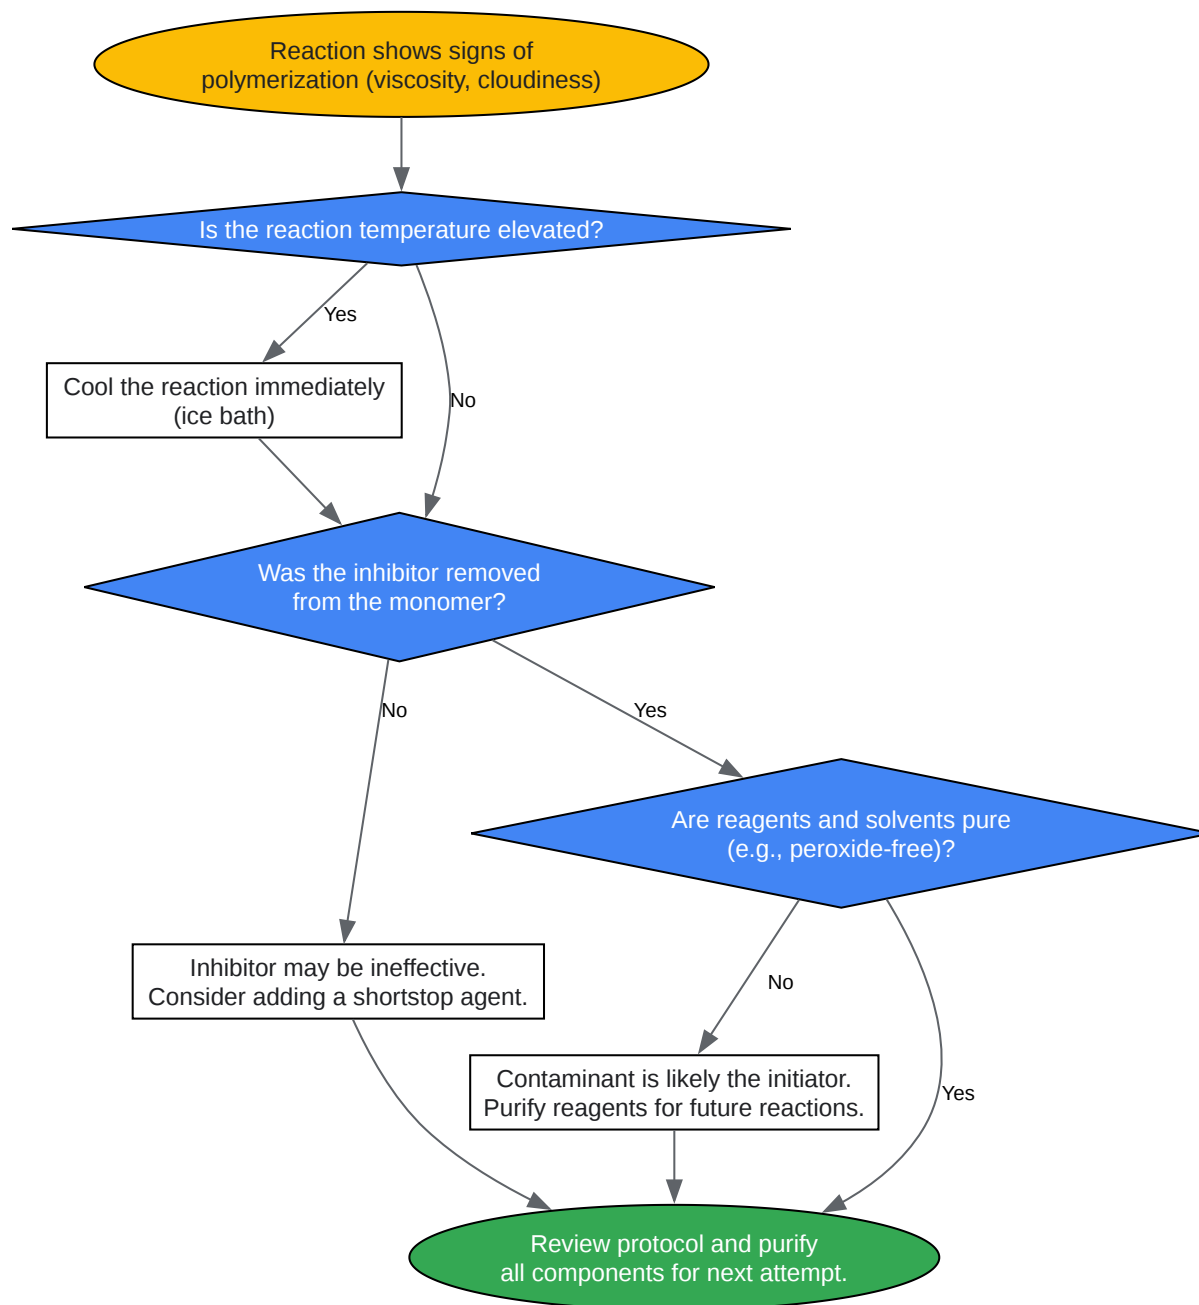 Reaction shows signs of
polymerization (viscosity, cloudiness)
Is the reaction temperature elevated?
Yes
Cool the reaction immediately
(ice bath)
No
Was the inhibitor removed
from the monomer?
No
Yes
Are reagents and solvents pure
(e.g., peroxide-free)?
Inhibitor may be ineffective.
Consider adding a shortstop agent.
No
Contaminant is likely the initiator.
Purify reagents for future reactions.
Yes
Review protocol and purify
all components for next attempt.